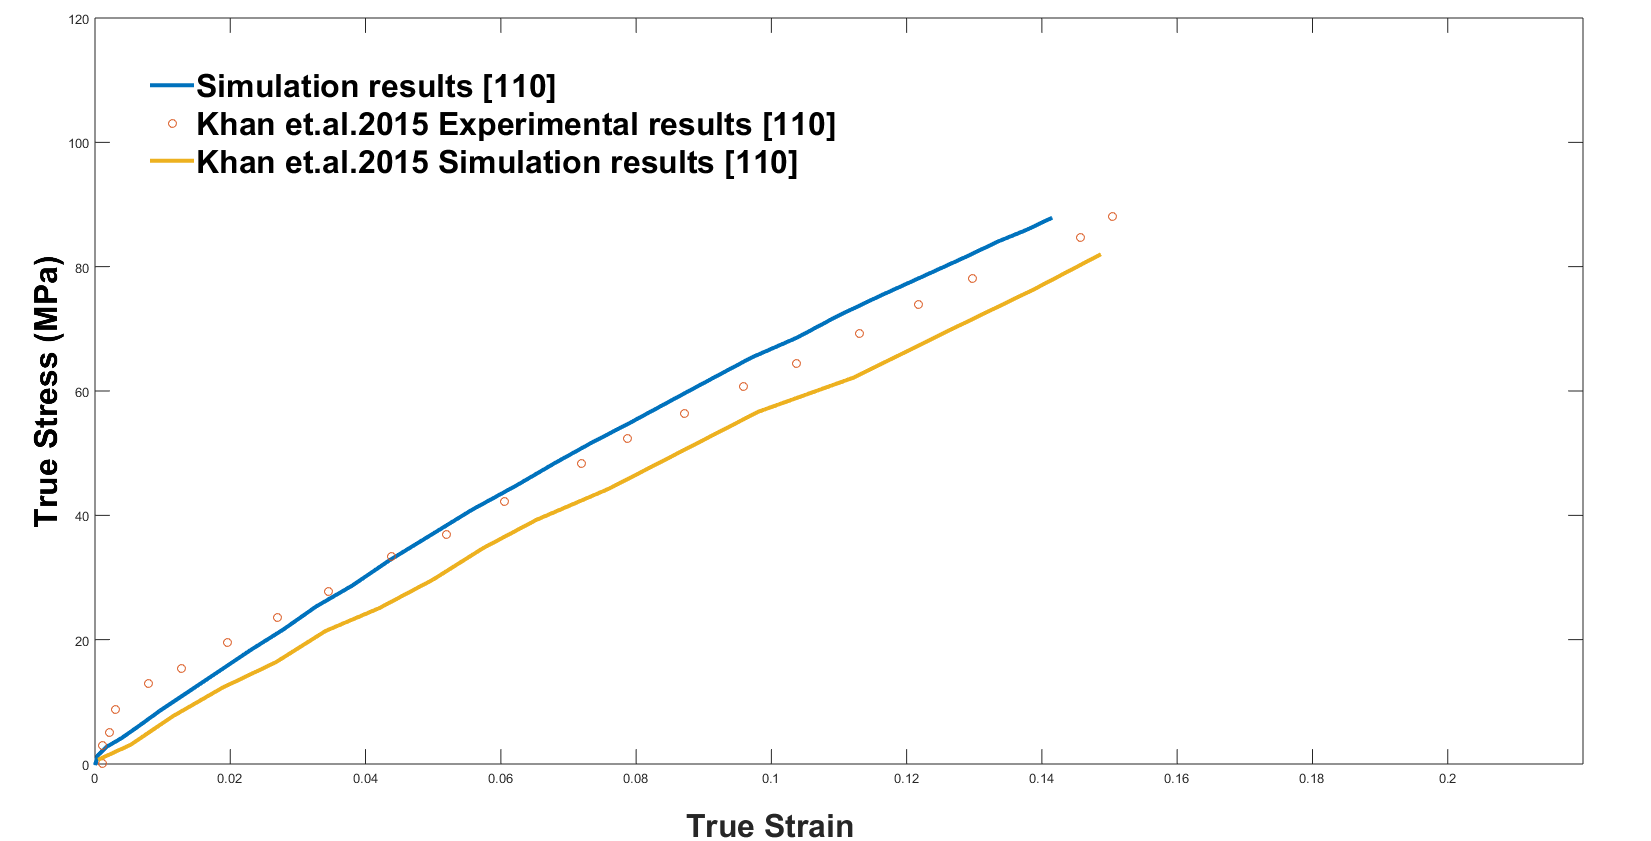 120
100
80
60
40
20
0
True Stress (MPa)
Simulation results [110]
Khan et.al.2015 Experimental results [110]
Khan et.al.2015 Simulation results [110]
0 0.02 0.04 0.06 0.08 0.1 0.12 0.14 0.16 0.18 0.2
True Strain